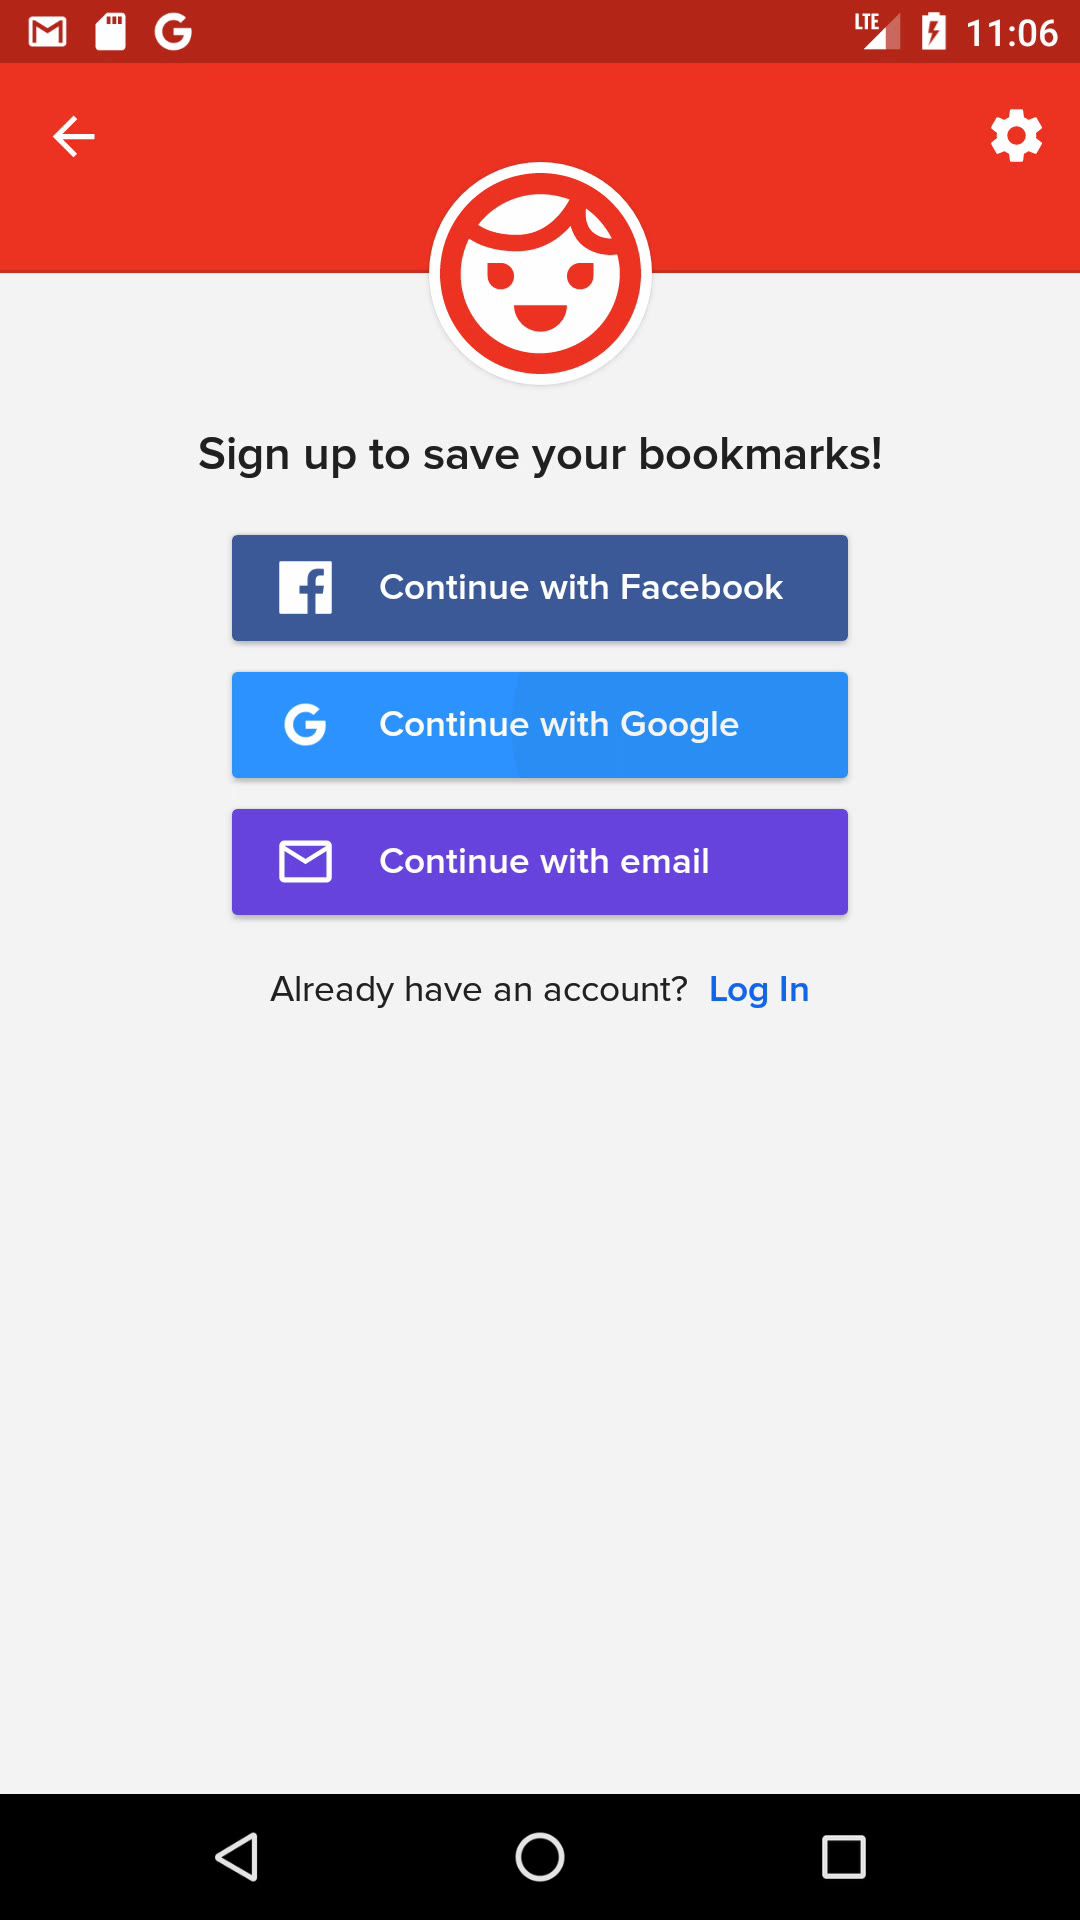 LTE 11:06
Sign up to save your bookmarks!
Continue with Facebook
Continue with Google
Continue with email
Already have an account? Log In